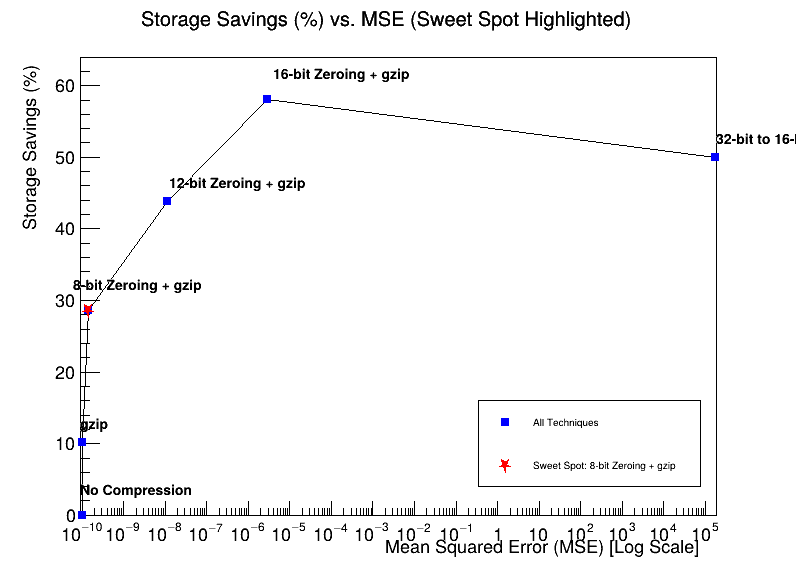 Storage Savings (%) vs. MSE (Sweet Spot Highlighted)
Storage Savings (%)
60
50
40
30
20
10
0
16-bit Zeroing + gzip
32-bit to 16-
12-bit Zeroing + gzip
8-bit Zeroing + gzip
gzip
No Compression
All Techniques
Sweet Spot: 8-bit Zeroing + gzip
10⁻¹⁰ 10⁻⁹ 10⁻⁸ 10⁻⁷ 10⁻⁶ 10⁻⁵ 10⁻⁴ 10⁻³ 10⁻² 10⁻¹ 1 10 10² 10³ 10⁴ 10⁵
Mean Squared Error (MSE) [Log Scale]